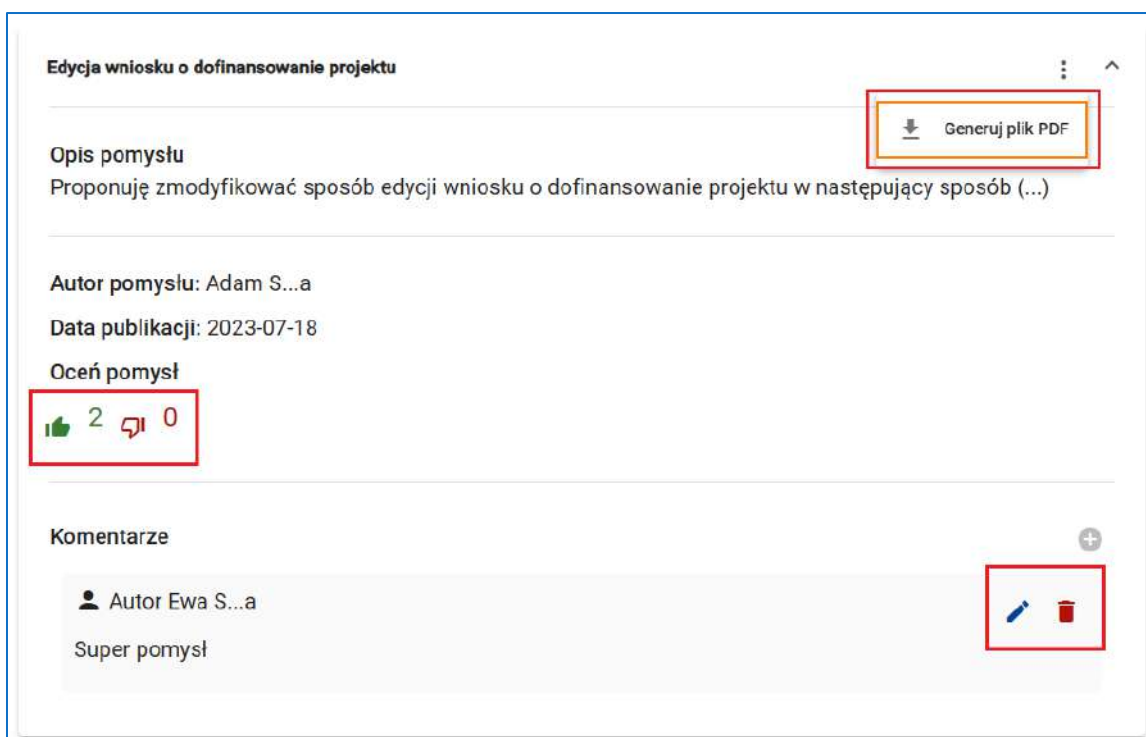 Edycja wniosku o dofinansowanie projektu
Generuj plik PDF
Opis pomysłu
Proponuję zmodyfikować sposób edycji wniosku o dofinansowanie projektu w następujący sposób (...)
Autor pomysłu: Adam S...a
Data publikacji: 2023-07-18
Oceń pomysł
2 0
Komentarze
Autor Ewa S...a
Super pomysł